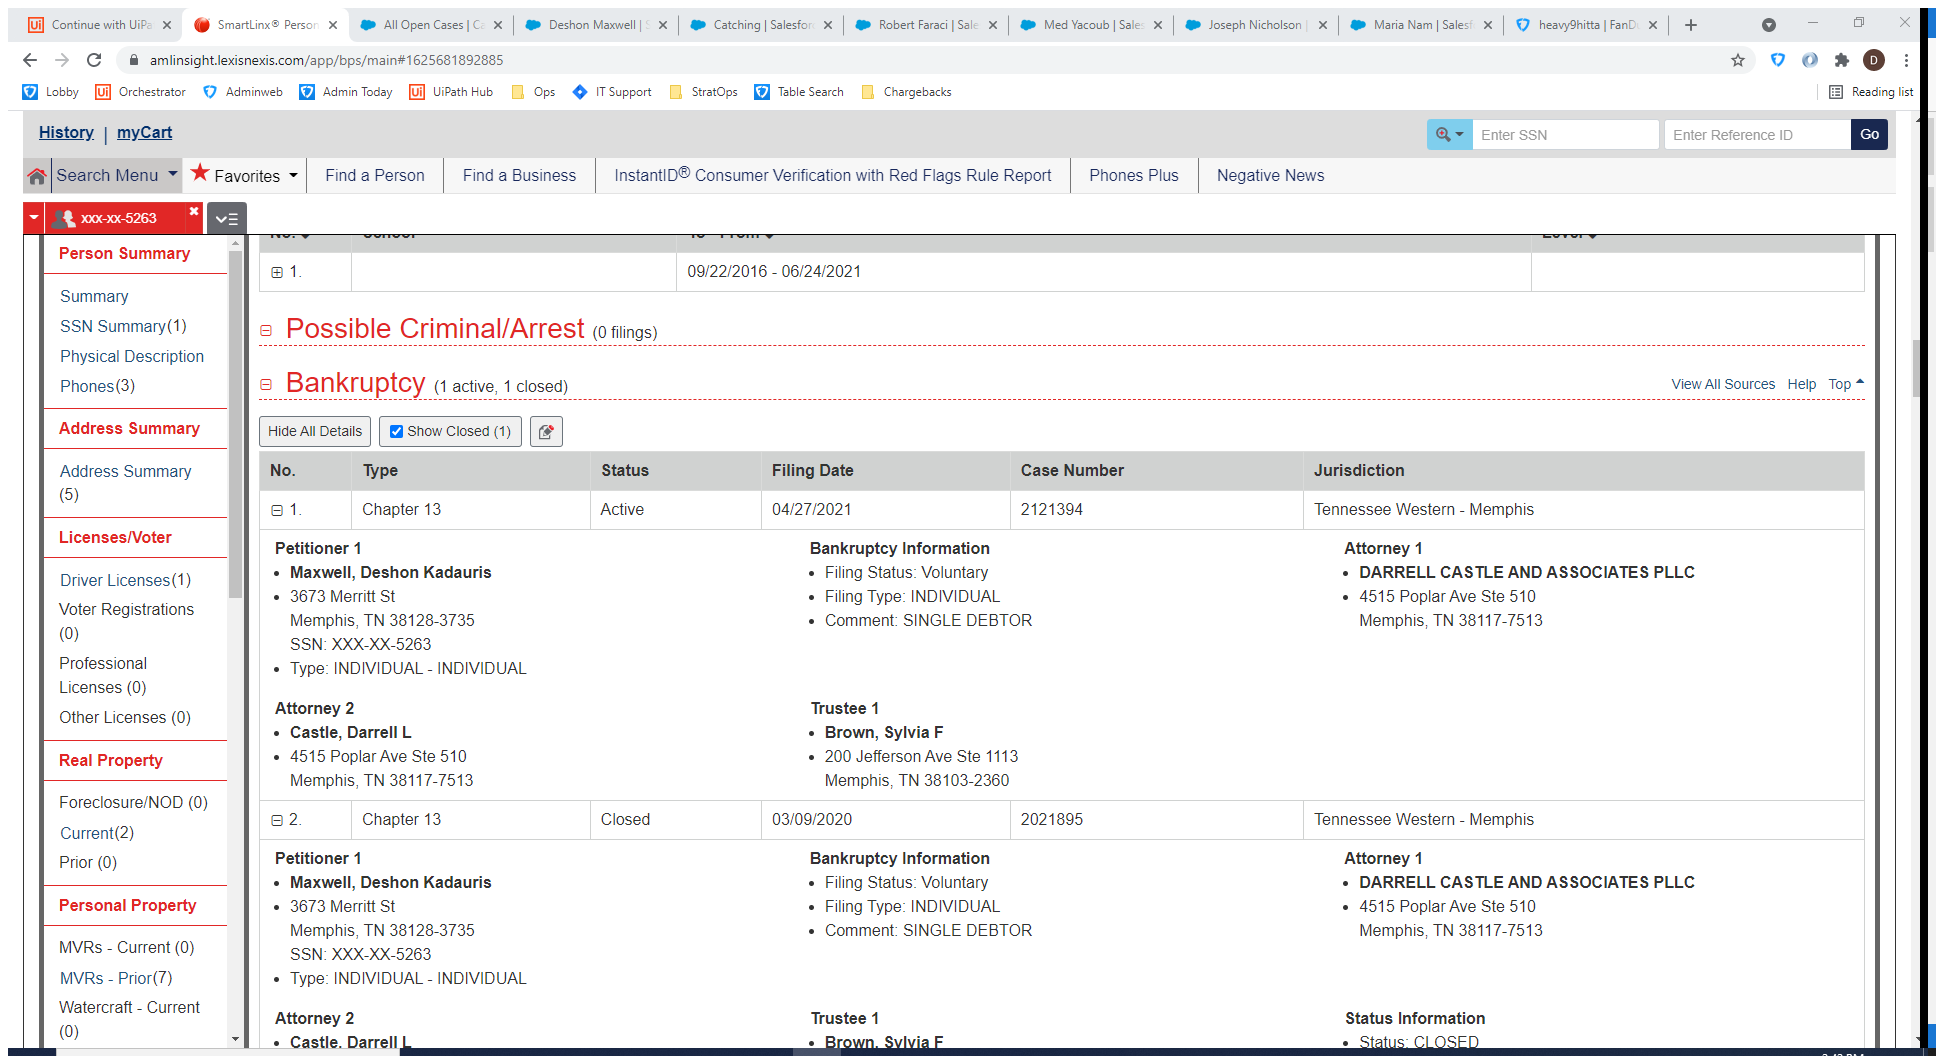 Continue with UiPa
SmartLinx® Person
All Open Cases | Ca
Deshon Maxwell | S
Catching | Salesfor
Robert Faraci | Sale
Med Yacoub | Sales
Joseph Nicholson |
Maria Nam | Salesf
heavy9hitta | FanDu
amlinsight.lexisnexis.com/app/bps/main#1625681892885
D
Lobby
Orchestrator
Adminweb
Admin Today
UiPath Hub
Ops
IT Support
StratOps
Table Search
Chargebacks
Reading list
History | myCart
Enter SSN
Enter Reference ID
Go
Search Menu
Favorites
Find a Person
Find a Business
InstantID® Consumer Verification with Red Flags Rule Report
Phones Plus
Negative News
xxx-xx-5263
Person Summary
Summary
SSN Summary(1)
Physical Description
Phones(3)
Address Summary
Address Summary
(5)
Licenses/Voter
Driver Licenses(1)
Voter Registrations
(0)
Professional
Licenses (0)
Other Licenses (0)
Real Property
Foreclosure/NOD (0)
Current(2)
Prior (0)
Personal Property
MVRs - Current (0)
MVRs - Prior(7)
Watercraft - Current
(0)
No. School To - From Level
1. 09/22/2016 - 06/24/2021
Possible Criminal/Arrest (0 filings)
Bankruptcy (1 active, 1 closed)
View All Sources Help Top
Hide All Details
Show Closed (1)
No. Type Status Filing Date Case Number Jurisdiction
1. Chapter 13 Active 04/27/2021 2121394 Tennessee Western - Memphis
Petitioner 1
• Maxwell, Deshon Kadauris
• 3673 Merritt St
Memphis, TN 38128-3735
SSN: XXX-XX-5263
• Type: INDIVIDUAL - INDIVIDUAL
Bankruptcy Information
• Filing Status: Voluntary
• Filing Type: INDIVIDUAL
• Comment: SINGLE DEBTOR
Attorney 1
• DARRELL CASTLE AND ASSOCIATES PLLC
• 4515 Poplar Ave Ste 510
Memphis, TN 38117-7513
Attorney 2
• Castle, Darrell L
• 4515 Poplar Ave Ste 510
Memphis, TN 38117-7513
Trustee 1
• Brown, Sylvia F
• 200 Jefferson Ave Ste 1113
Memphis, TN 38103-2360
2. Chapter 13 Closed 03/09/2020 2021895 Tennessee Western - Memphis
Petitioner 1
• Maxwell, Deshon Kadauris
• 3673 Merritt St
Memphis, TN 38128-3735
SSN: XXX-XX-5263
• Type: INDIVIDUAL - INDIVIDUAL
Bankruptcy Information
• Filing Status: Voluntary
• Filing Type: INDIVIDUAL
• Comment: SINGLE DEBTOR
Attorney 1
• DARRELL CASTLE AND ASSOCIATES PLLC
• 4515 Poplar Ave Ste 510
Memphis, TN 38117-7513
Attorney 2
• Castle, Darrell L
Trustee 1
• Brown, Sylvia F
Status Information
• Status: CLOSED